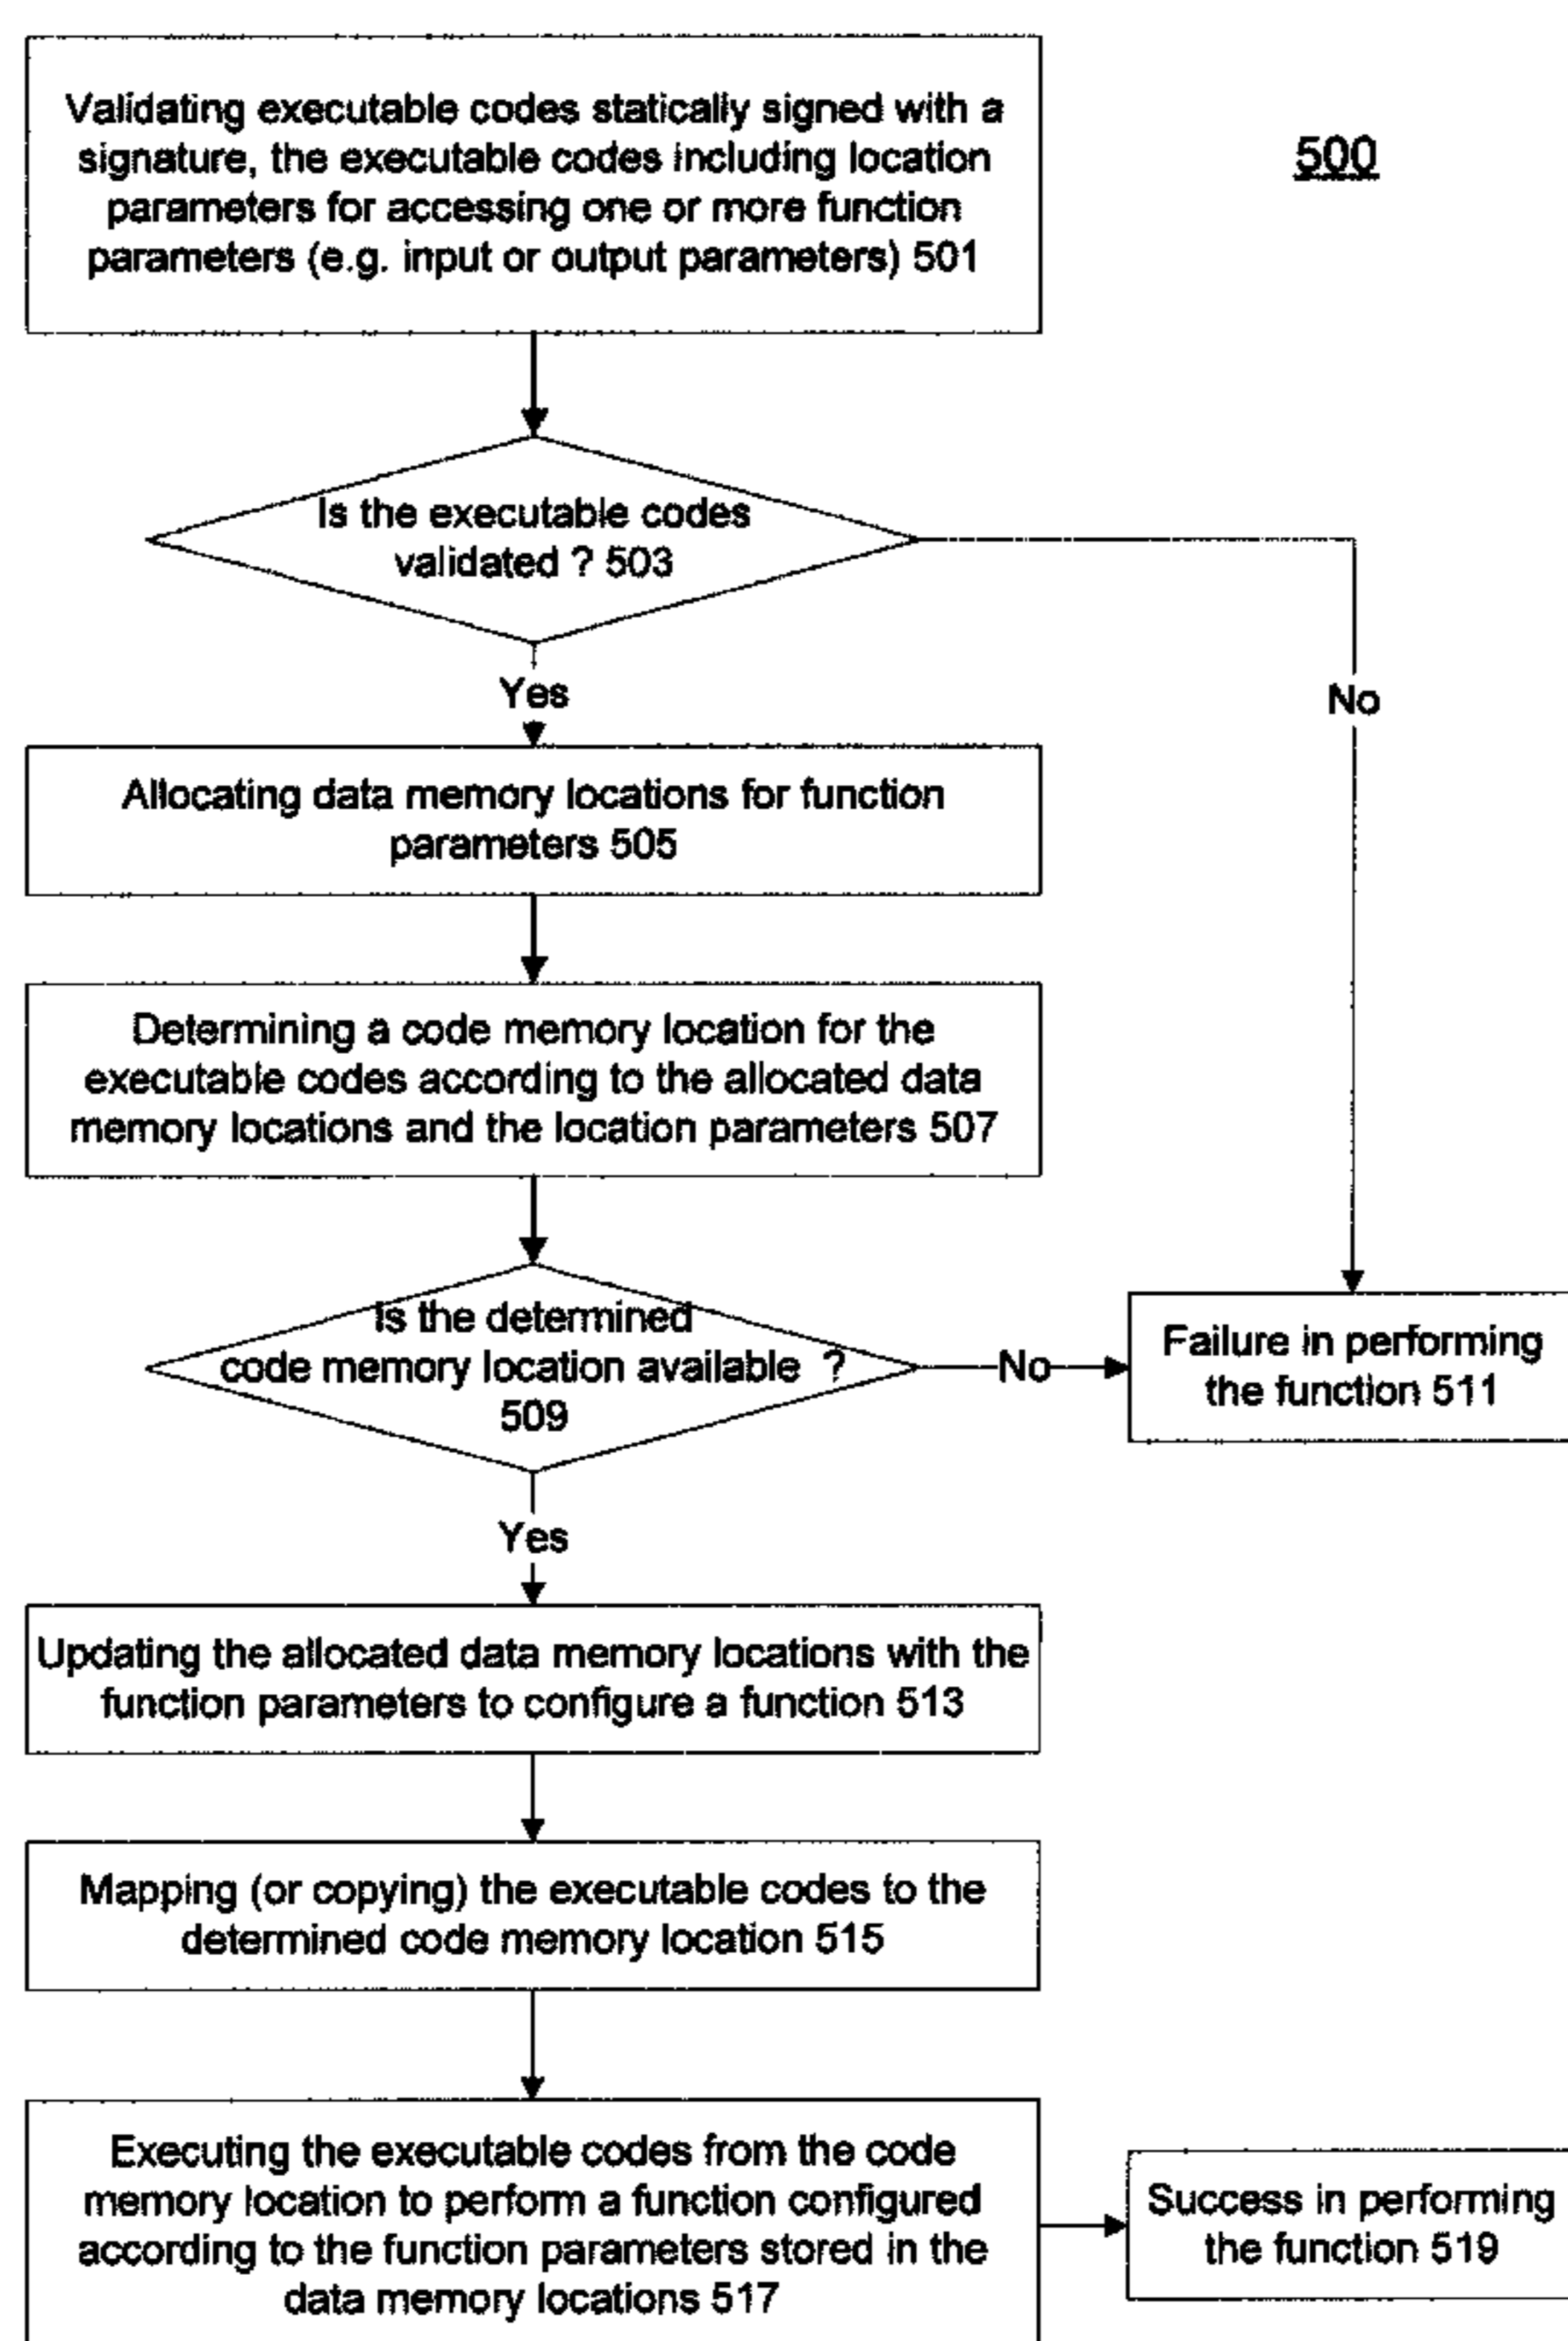 Validating executable codes statically signed with a
signature, the executable codes including location
parameters for accessing one or more function
parameters (e.g. input or output parameters) 501
500
Is the executable codes
validated ? 503
Yes
No
Allocating data memory locations for function
parameters 505
Determining a code memory location for the
executable codes according to the allocated data
memory locations and the location parameters 507
Is the determined
code memory location available ?
509
No
Failure in performing
the function 511
Yes
Updating the allocated data memory locations with the
function parameters to configure a function 513
Mapping (or copying) the executable codes to the
determined code memory location 515
Executing the executable codes from the code
memory location to perform a function configured
according to the function parameters stored in the
data memory locations 517
Success in performing
the function 519